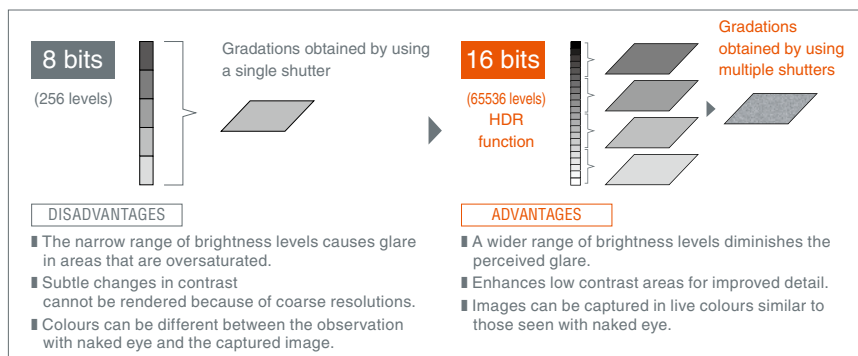 8 bits
(256 levels)
Gradations obtained by using
a single shutter
16 bits
(65536 levels)
HDR
function
Gradations
obtained by using
multiple shutters
DISADVANTAGES
The narrow range of brightness levels causes glare
in areas that are oversaturated.
Subtle changes in contrast
cannot be rendered because of coarse resolutions.
Colours can be different between the observation
with naked eye and the captured image.
ADVANTAGES
A wider range of brightness levels diminishes the
perceived glare.
Enhances low contrast areas for improved detail.
Images can be captured in live colours similar to
those seen with naked eye.